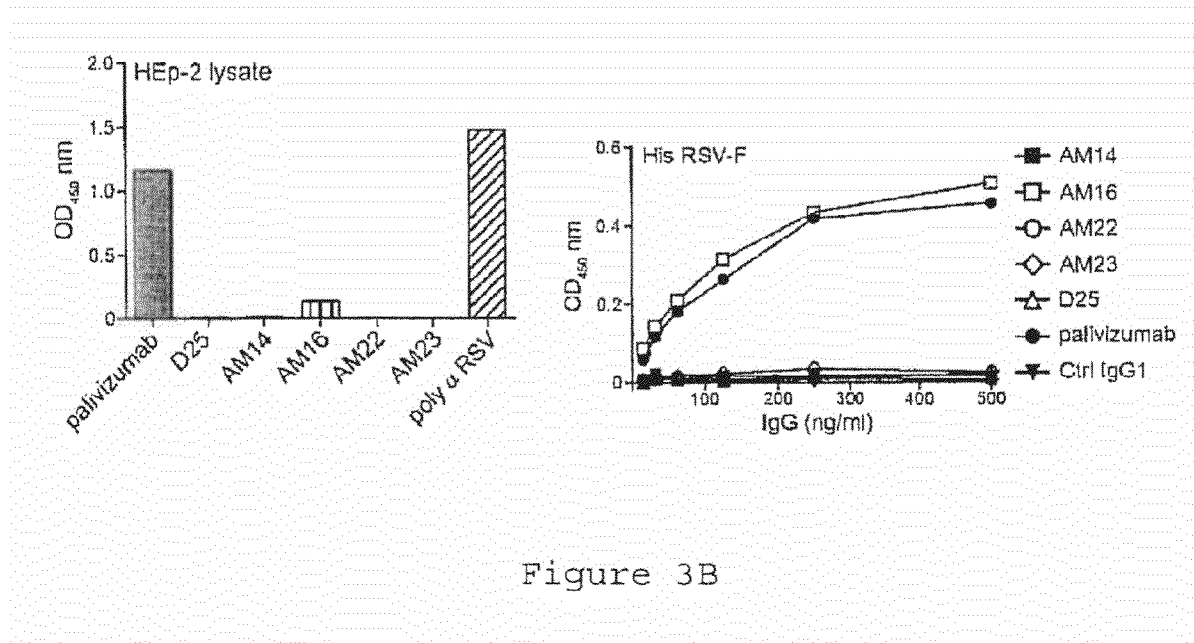 HEp-2 lysate
2.0
1.5
1.0
0.5
0
OD450 nm
palivizumab
D25
AM14
AM16
AM22
AM23
poly α RSV
His RSV-F
0.6
0.4
0.2
0
OD450 nm
100 200 300 400 500
IgG (ng/ml)
AM14
AM16
AM22
AM23
D25
palivizumab
Ctrl IgG1
Figure 3B